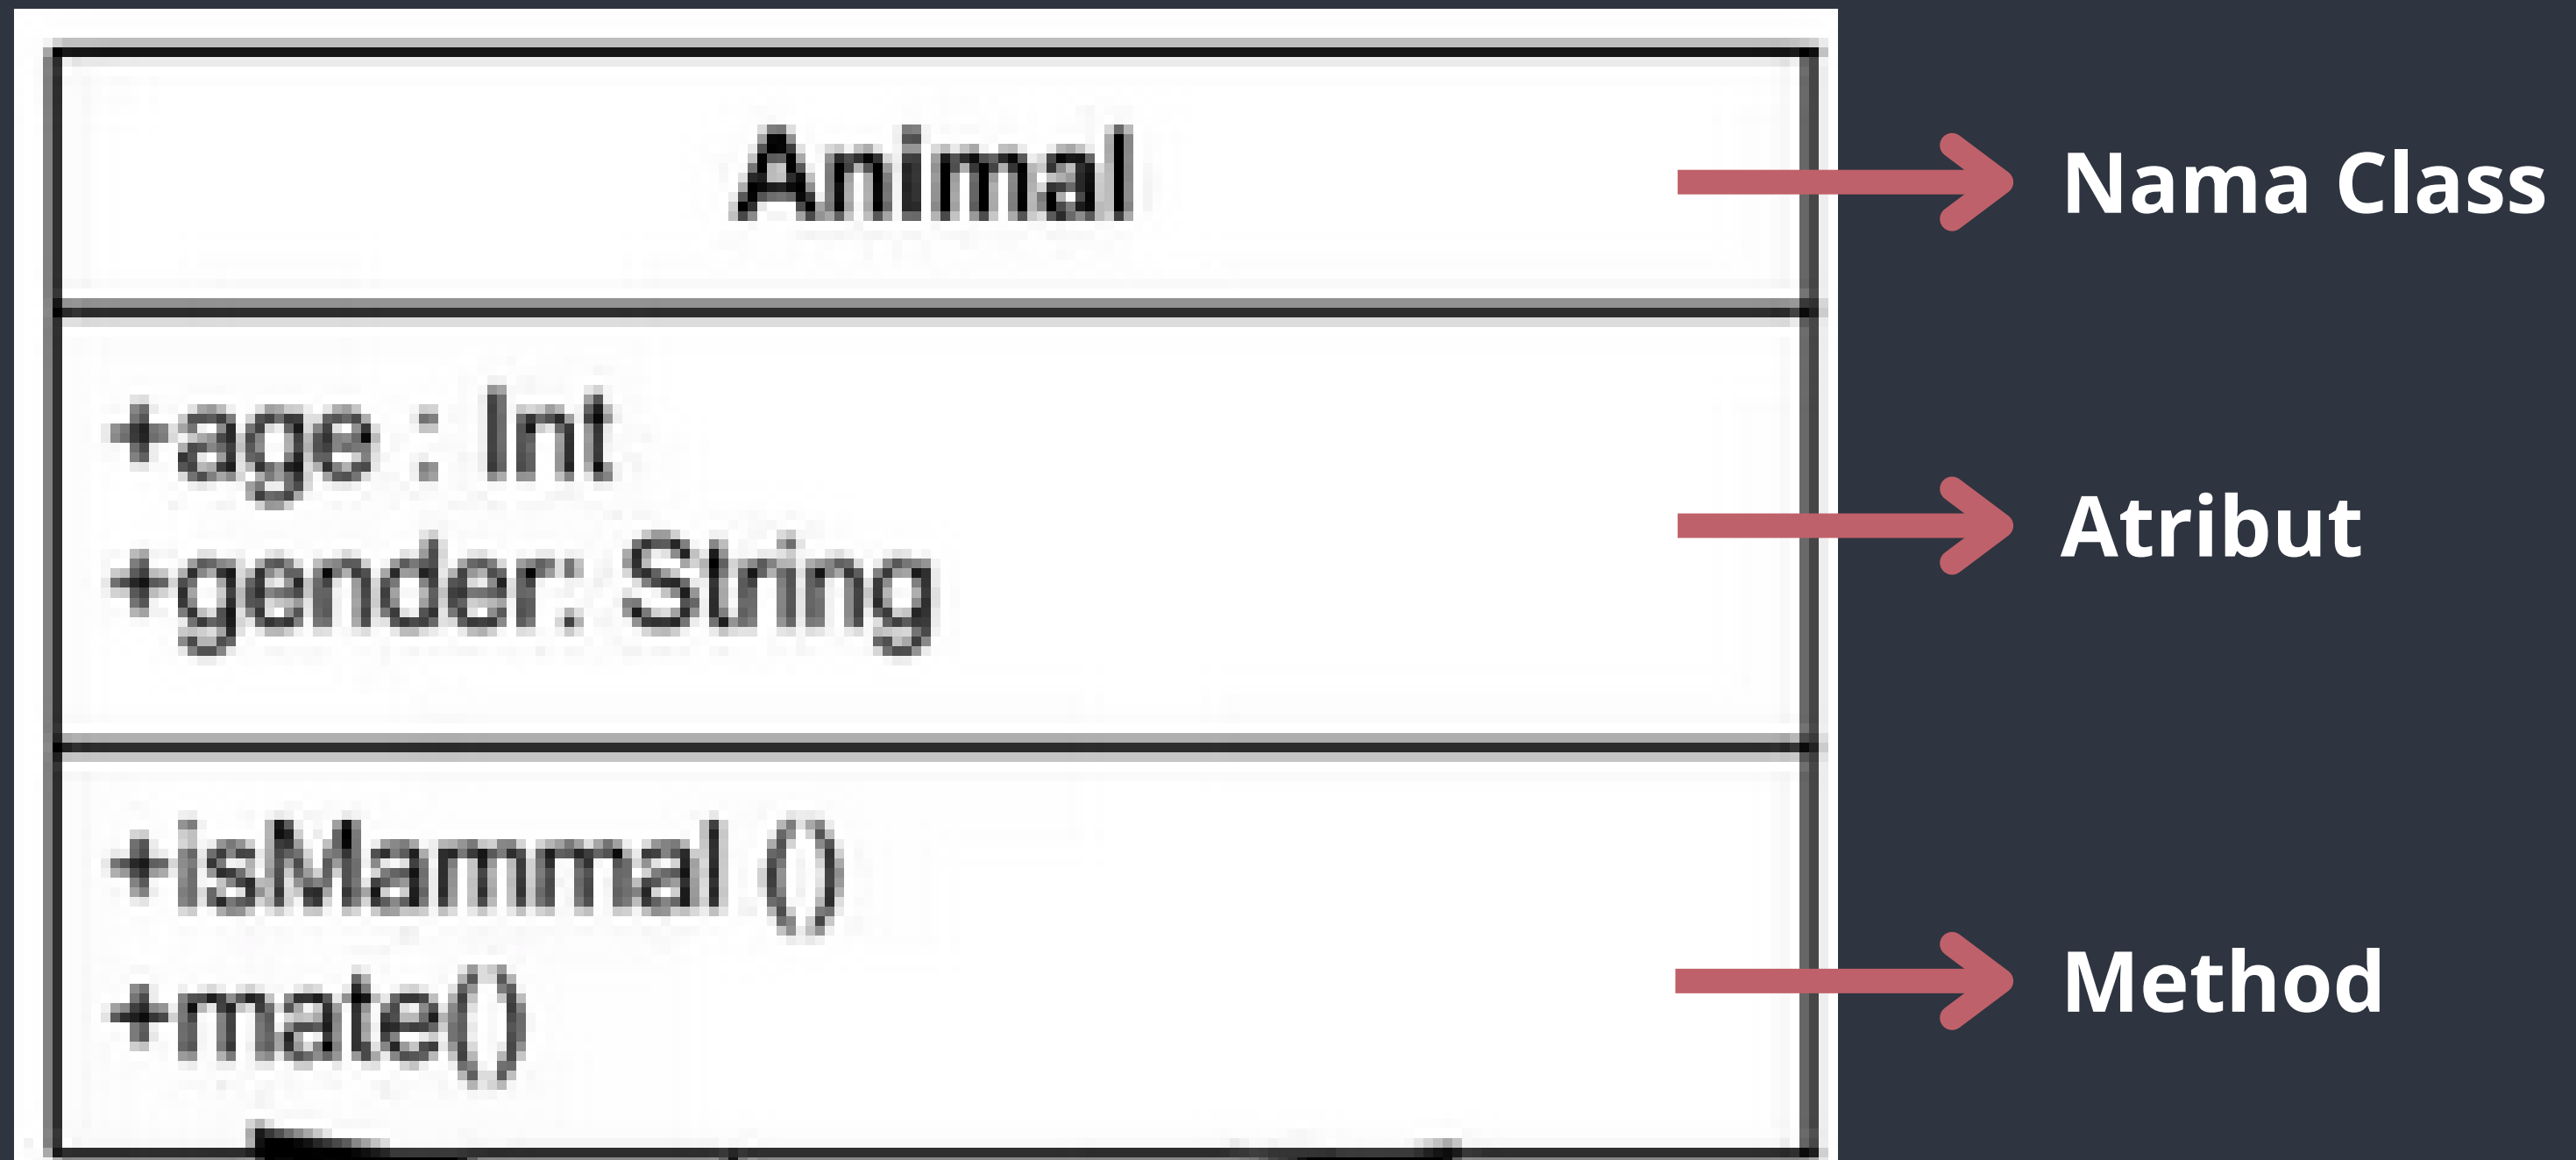 Animal
Nama Class
+age : Int
+gender: String
Atribut
+isMammal ()
+mate()
Method